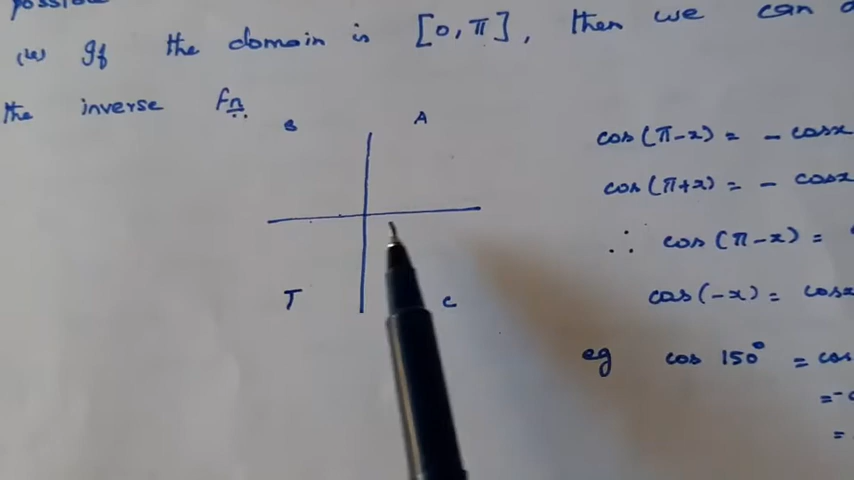 If the domain is [0, π], then we can
the inverse Fn.
S A
T C
cos(π-x) = - cosx
cos(π+x) = - cosx
∴ cos(π-x) =
cos(-x) = cosx
eg cos 150° = cos
= -
=